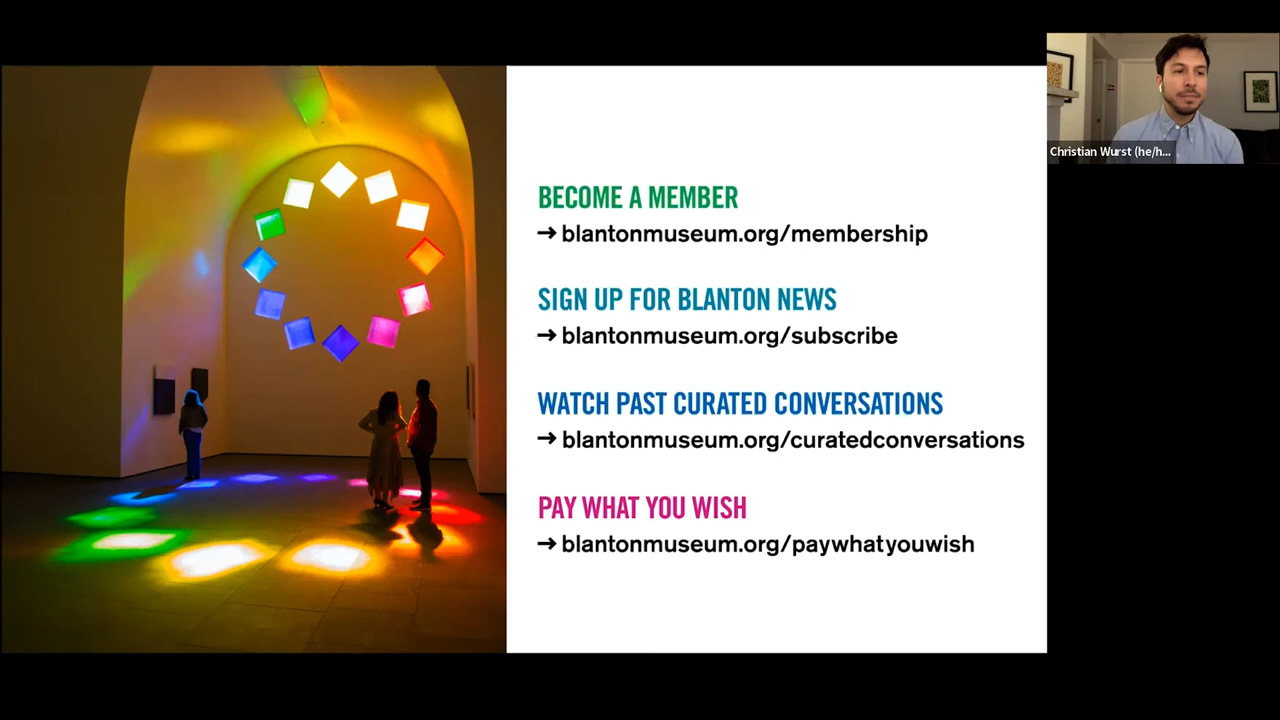 BECOME A MEMBER
→ blantonmuseum.org/membership
SIGN UP FOR BLANTON NEWS
→ blantonmuseum.org/subscribe
WATCH PAST CURATED CONVERSATIONS
→ blantonmuseum.org/curatedconversations
PAY WHAT YOU WISH
→ blantonmuseum.org/paywhatyouwish
Christian Wurst (he/h...